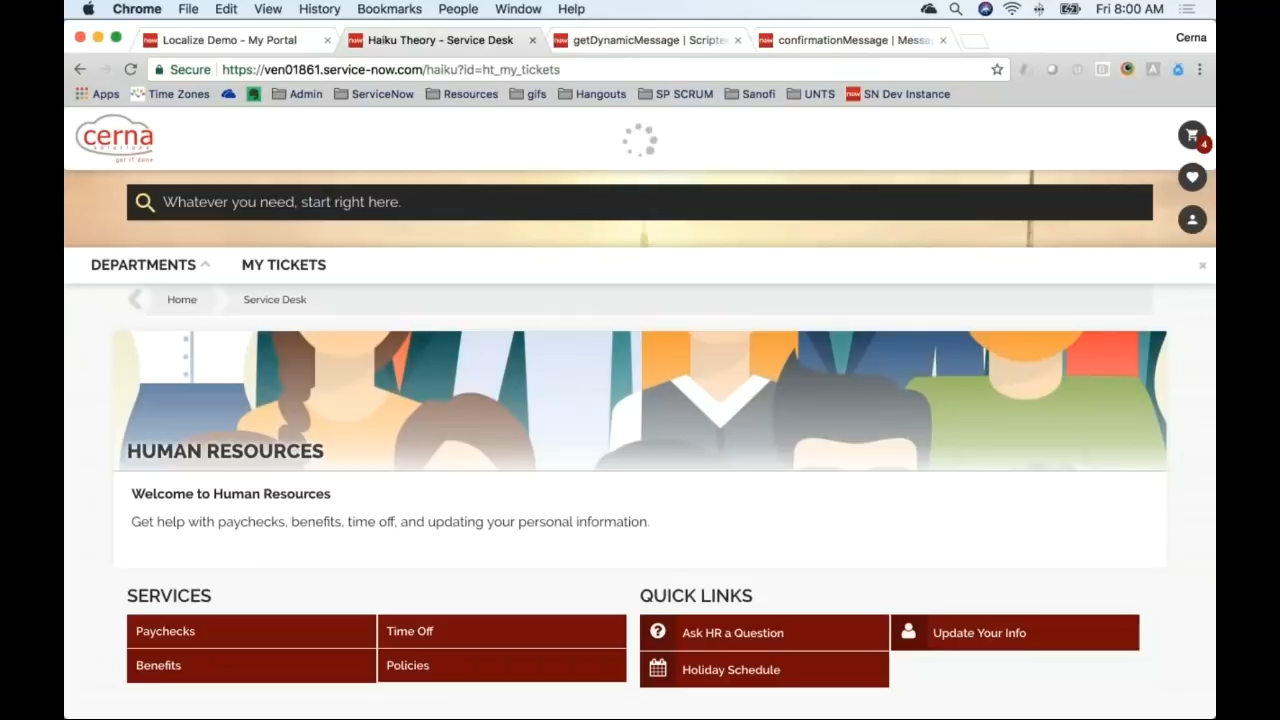 Chrome File Edit View History Bookmarks People Window Help Fri 8:00 AM
Localize Demo - My Portal × Haiku Theory - Service Desk × getDynamicMessage | Scripte × confirmationMessage | Messa × Cerna
Secure https://ven01861.service-now.com/haiku?id=ht_my_tickets
Apps Time Zones Admin ServiceNow Resources gifs Hangouts SP SCRUM Sanofi UNTS now SN Dev Instance
cerna
solutions
get it done
4
Whatever you need, start right here.
DEPARTMENTS MY TICKETS ×
Home Service Desk
HUMAN RESOURCES
Welcome to Human Resources
Get help with paychecks, benefits, time off, and updating your personal information.
SERVICES QUICK LINKS
Paychecks Time Off Ask HR a Question Update Your Info
Benefits Policies Holiday Schedule